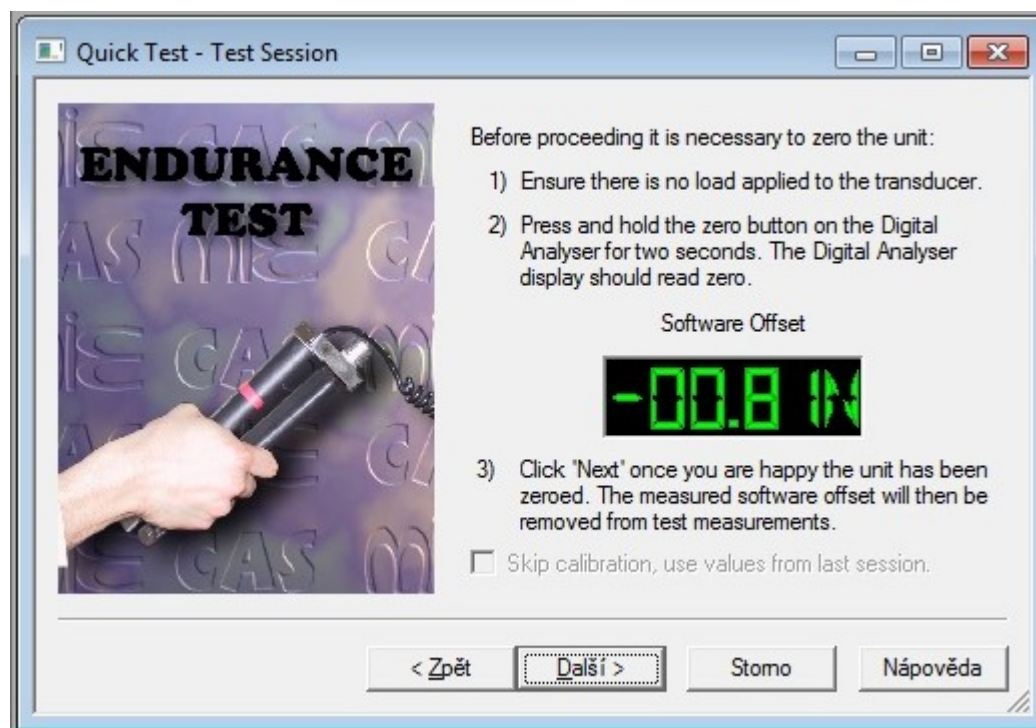 Quick Test - Test Session
ENDURANCE
TEST
Before proceeding it is necessary to zero the unit:
1) Ensure there is no load applied to the transducer.
2) Press and hold the zero button on the Digital
Analyser for two seconds. The Digital Analyser
display should read zero.
Software Offset
-00.8
3) Click 'Next' once you are happy the unit has been
zeroed. The measured software offset will then be
removed from test measurements.
Skip calibration, use values from last session.
< Zpět
Další >
Storno
Nápověda